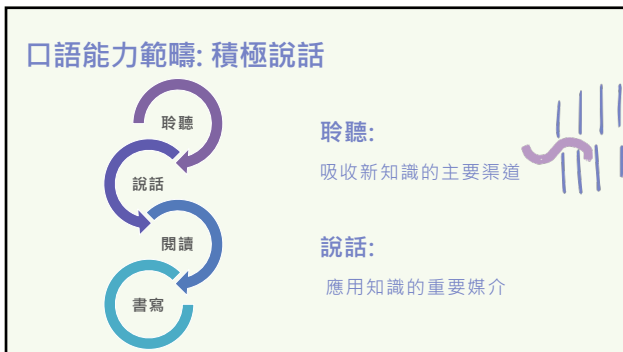 口語能力範疇: 積極說話
聆聽
說話
閱讀
書寫
聆聽:
吸收新知識的主要渠道
說話:
應用知識的重要媒介